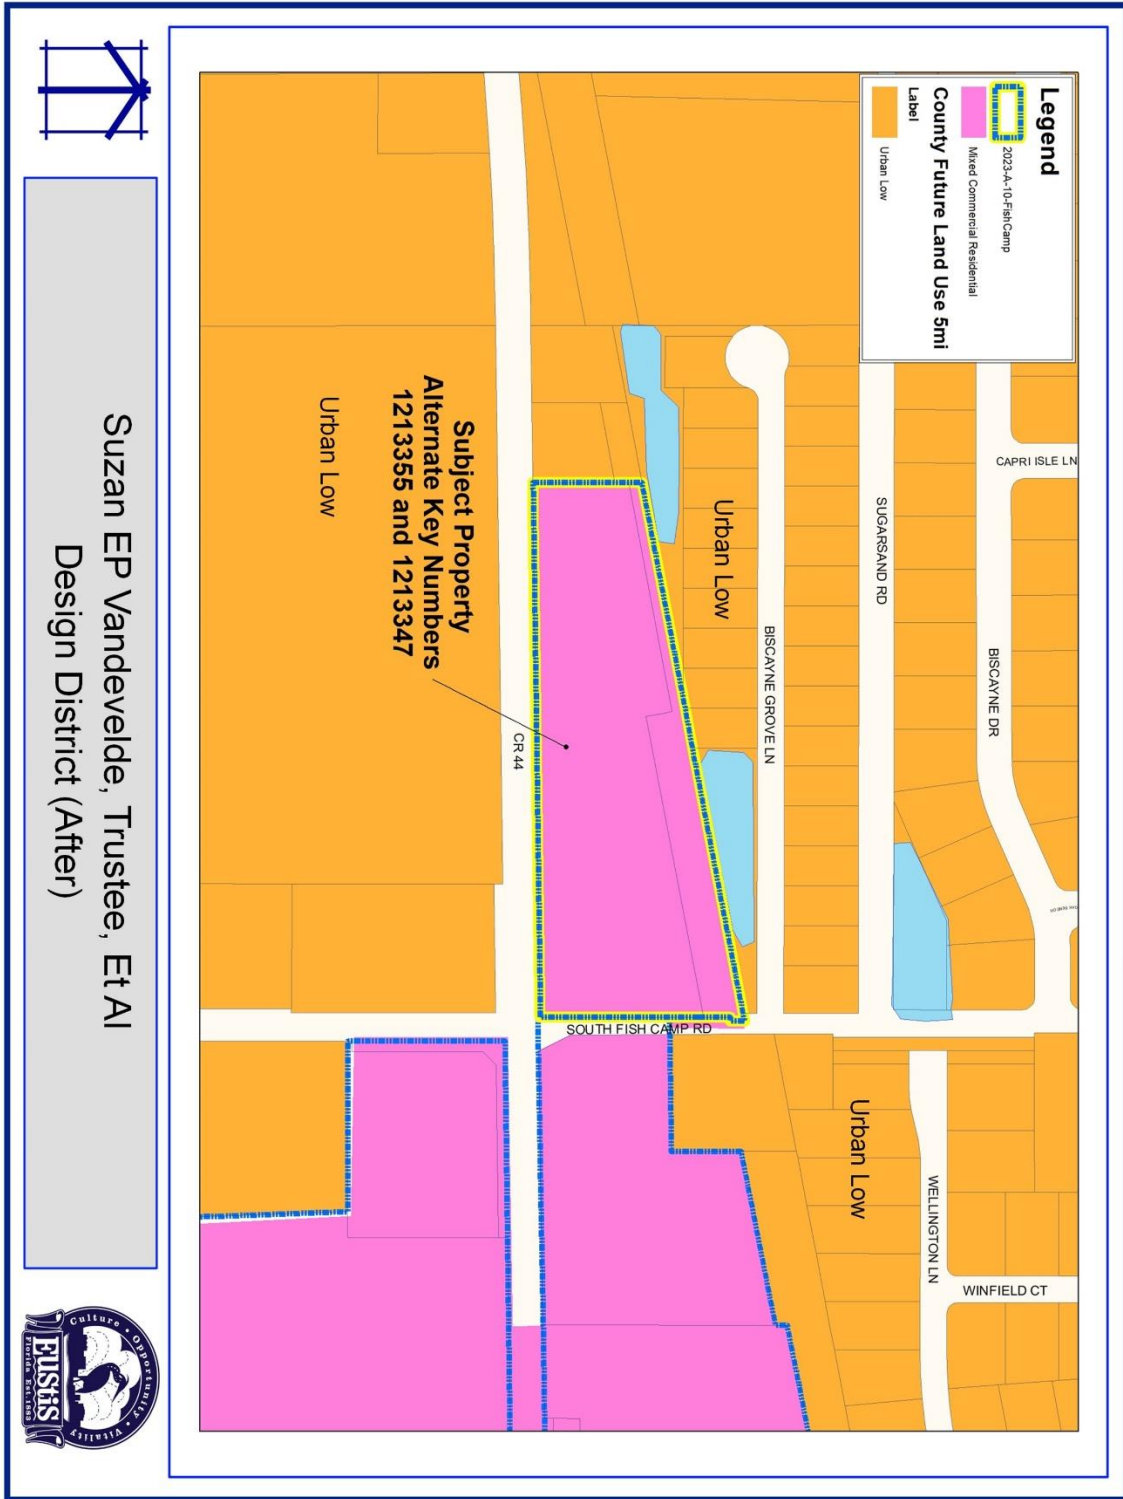 Legend
2023-A-10-FishCamp
Mixed Commercial Residential
County Future Land Use 5mi
Label
Urban Low
CAPRI ISLE LN
BISCAYNE DR
SUGARSAND RD
BISCAYNE GROVE LN
Urban Low
Subject Property
Alternate Key Numbers
1213355 and 1213347
Urban Low
CR 44
SOUTH FISH CAMP RD
Urban Low
WELLINGTON LN
WINFIELD CT
Suzan EP Vandevelde, Trustee, Et Al
Design District (After)
Culture • Opportunity • Vitality
EUStiS
Florida Est.1883